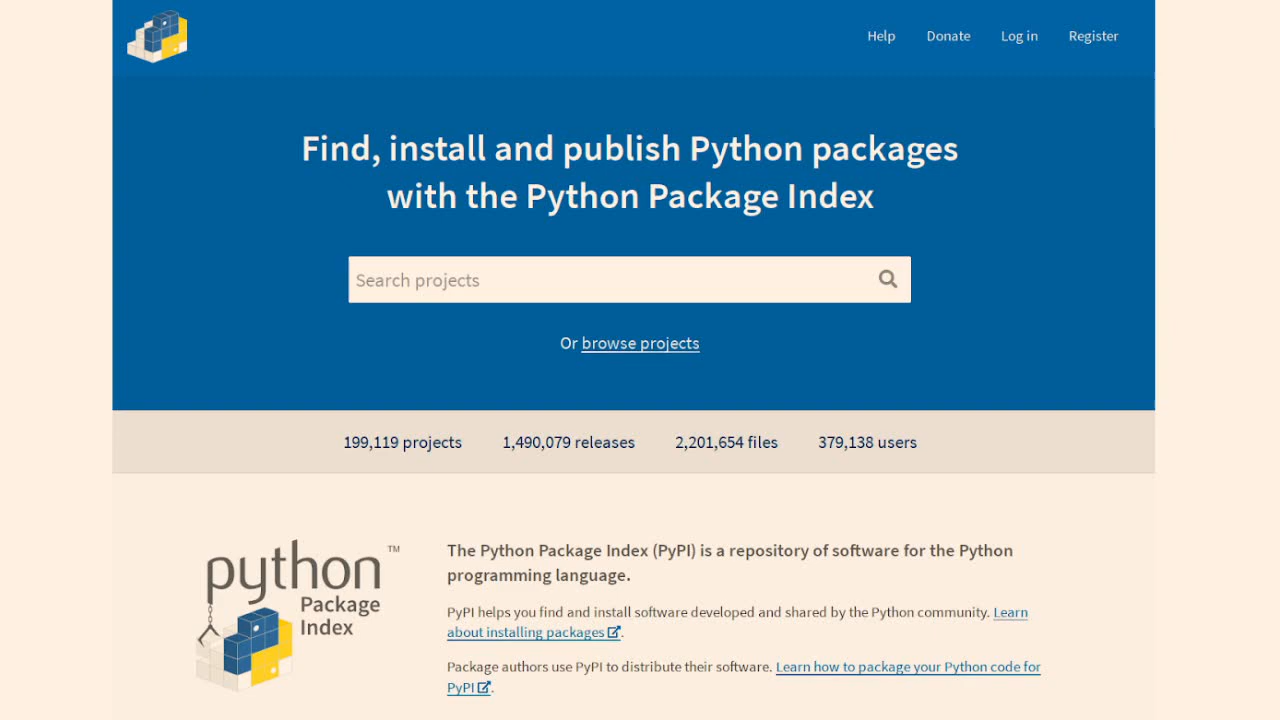 Help Donate Log in Register
Find, install and publish Python packages
with the Python Package Index
Search projects
Or browse projects
199,119 projects 1,490,079 releases 2,201,654 files 379,138 users
python™
Package
Index
The Python Package Index (PyPI) is a repository of software for the Python
programming language.
PyPI helps you find and install software developed and shared by the Python community. Learn
about installing packages.
Package authors use PyPI to distribute their software. Learn how to package your Python code for
PyPI.